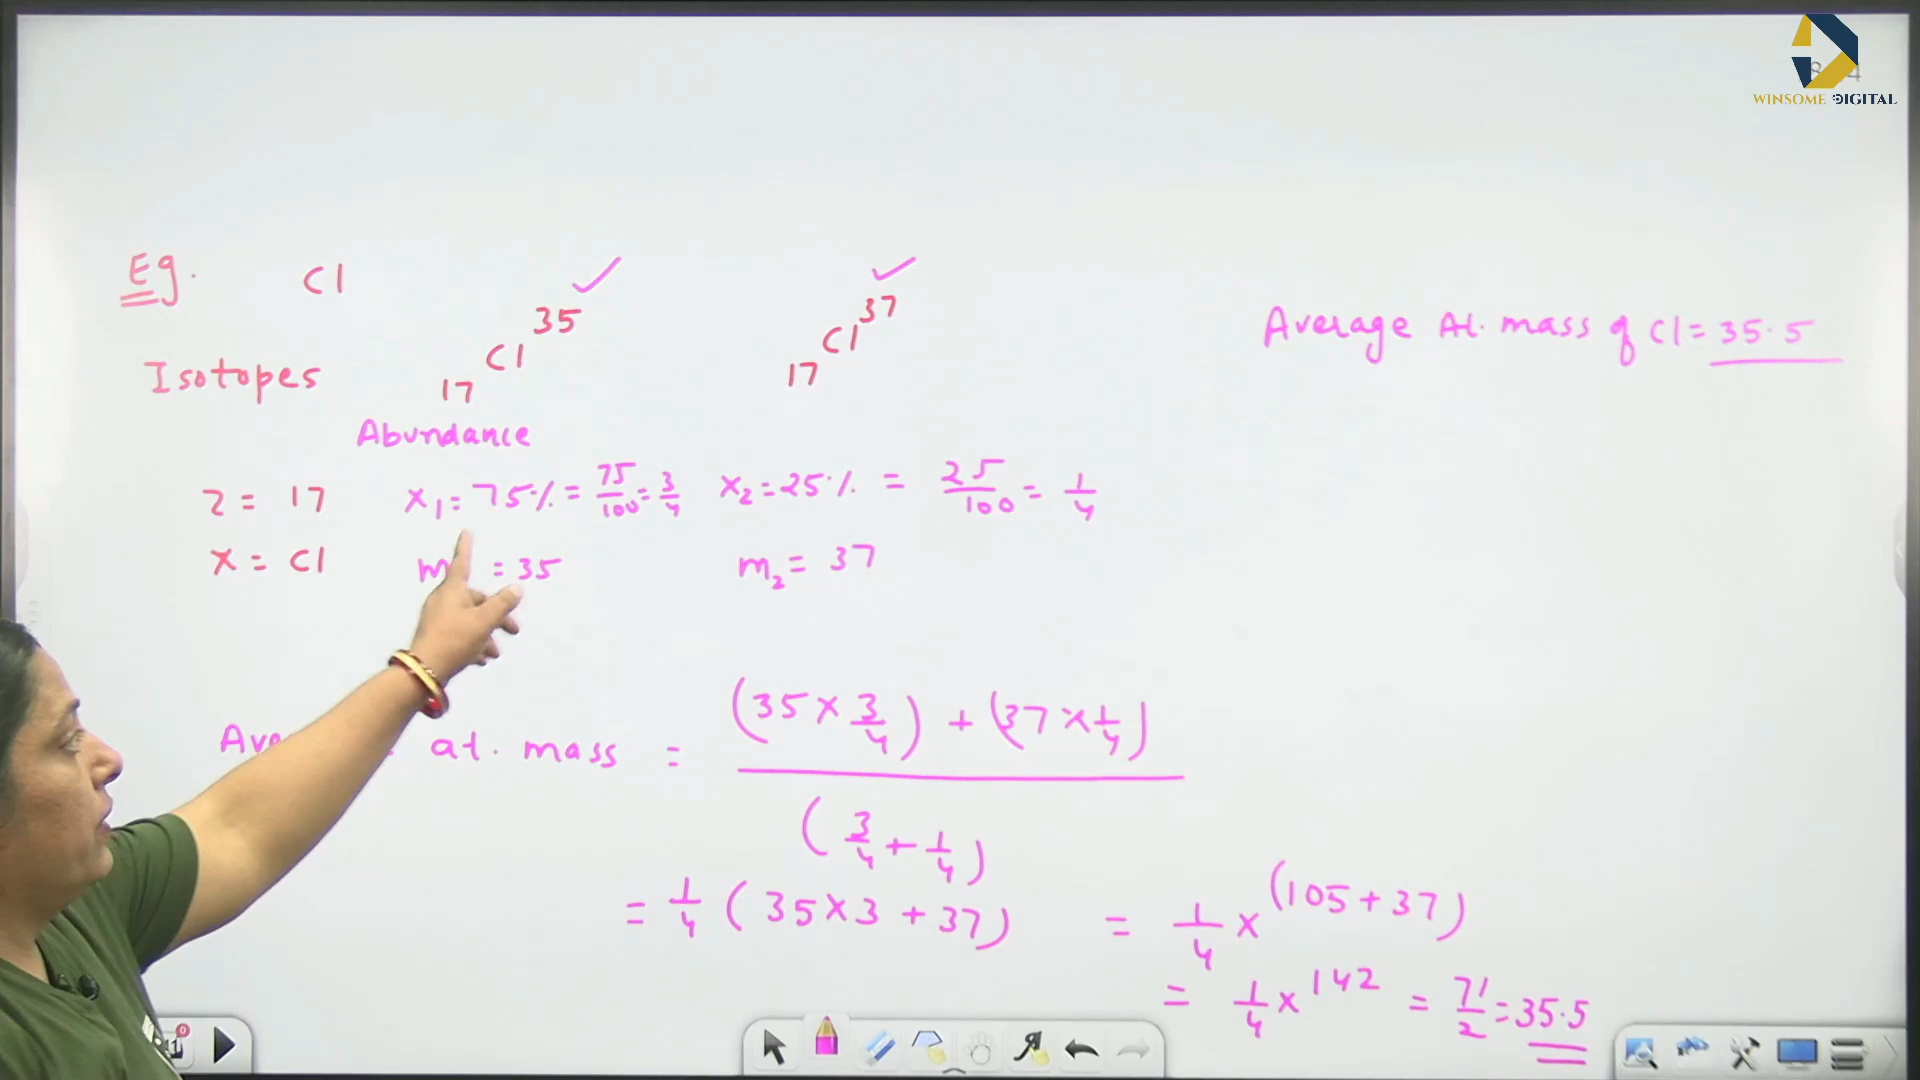 WINSOME DIGITAL
Eg. Cl
Isotopes 17 Cl 35 17 Cl 37
Average At. mass of Cl = 35.5
Abundance
Z = 17 x1 = 75% = 75/100 = 3/4 x2 = 25% = 25/100 = 1/4
X = Cl m = 35 m2 = 37
at. mass = (35 x 3/4) + (37 x 1/4) / (3/4 + 1/4)
= 1/4 (35 x 3 + 37) = 1/4 x (105 + 37)
= 1/4 x 142 = 71/2 = 35.5